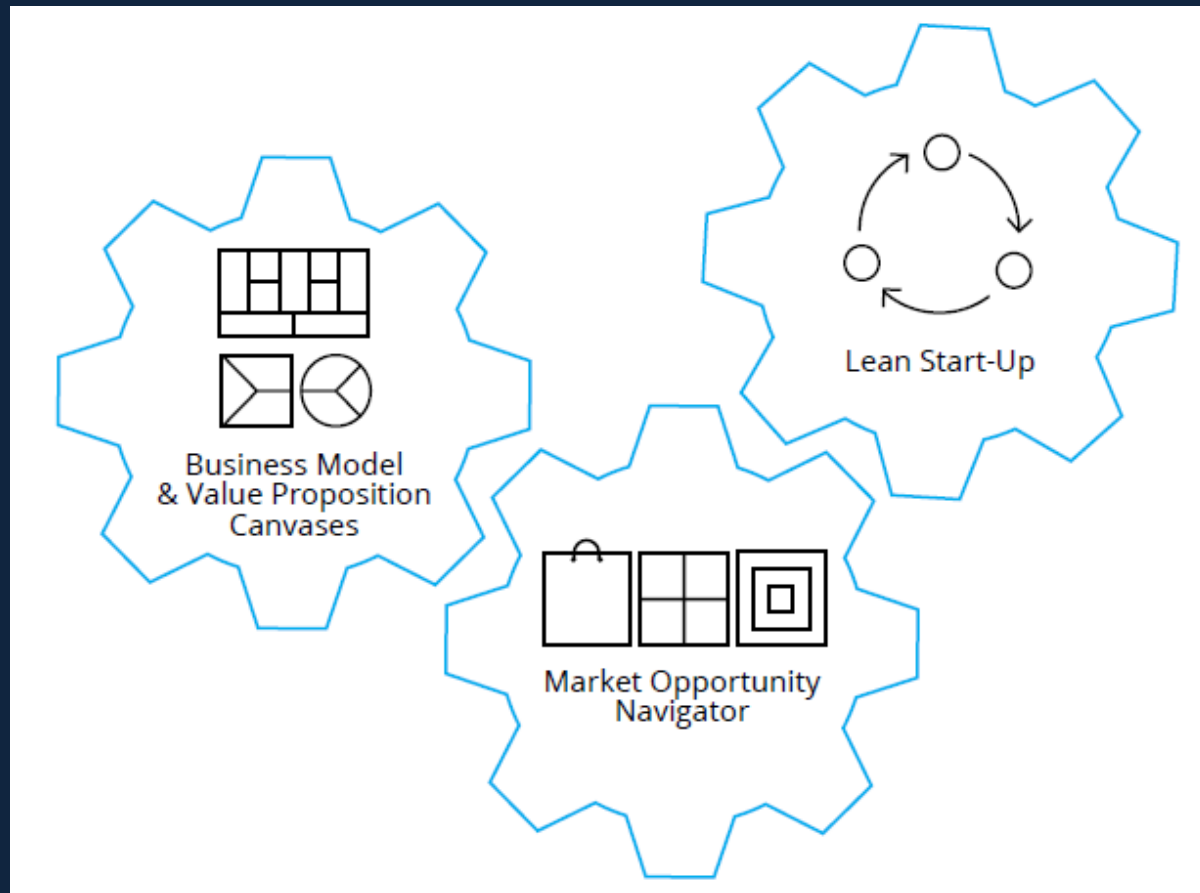 Lean Start-Up
Business Model
& Value Proposition
Canvases
Market Opportunity
Navigator